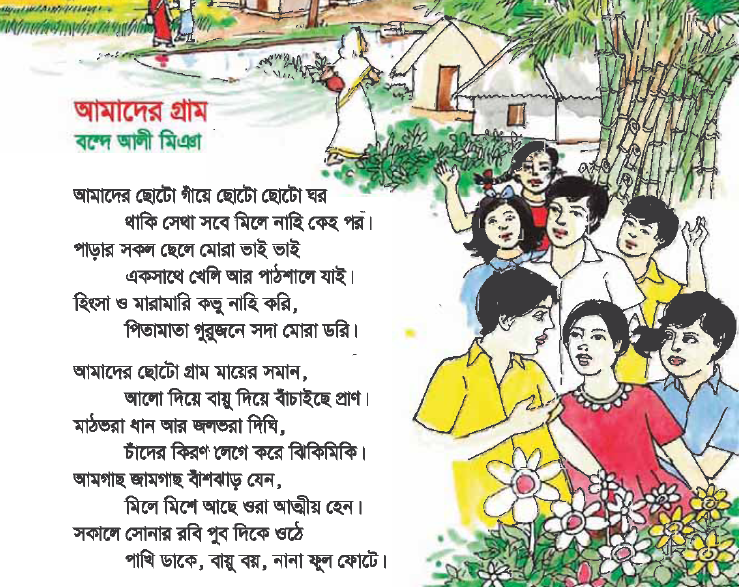 আমাদের গ্রাম
বন্দে আলী মিঞা
আমাদের ছোটো গাঁয়ে ছোটো ছোটো ঘর
থাকি সেথা সবে মিলে নাহি কেহ পর।
পাড়ার সকল ছেলে মোরা ভাই ভাই
একসাথে খেলি আর পাঠশালে যাই।
হিংসা ও মারামারি কভু নাহি করি,
পিতামাতা গুরুজনে সদা মোরা ডরি।
আমাদের ছোটো গ্রাম মায়ের সমান,
আলো দিয়ে বায়ু দিয়ে বাঁচাইছে প্রাণ।
মাঠভরা ধান আর জলভরা দিঘি,
চাঁদের কিরণ লেগে করে ঝিকিমিকি।
আমগাছ জামগাছ বাঁশঝাড় যেন,
মিলে মিশে আছে ওরা আত্মীয় হেন।
সকালে সোনার রবি পুব দিকে ওঠে
পাখি ডাকে, বায়ু বয়, নানা ফুল ফোটে।